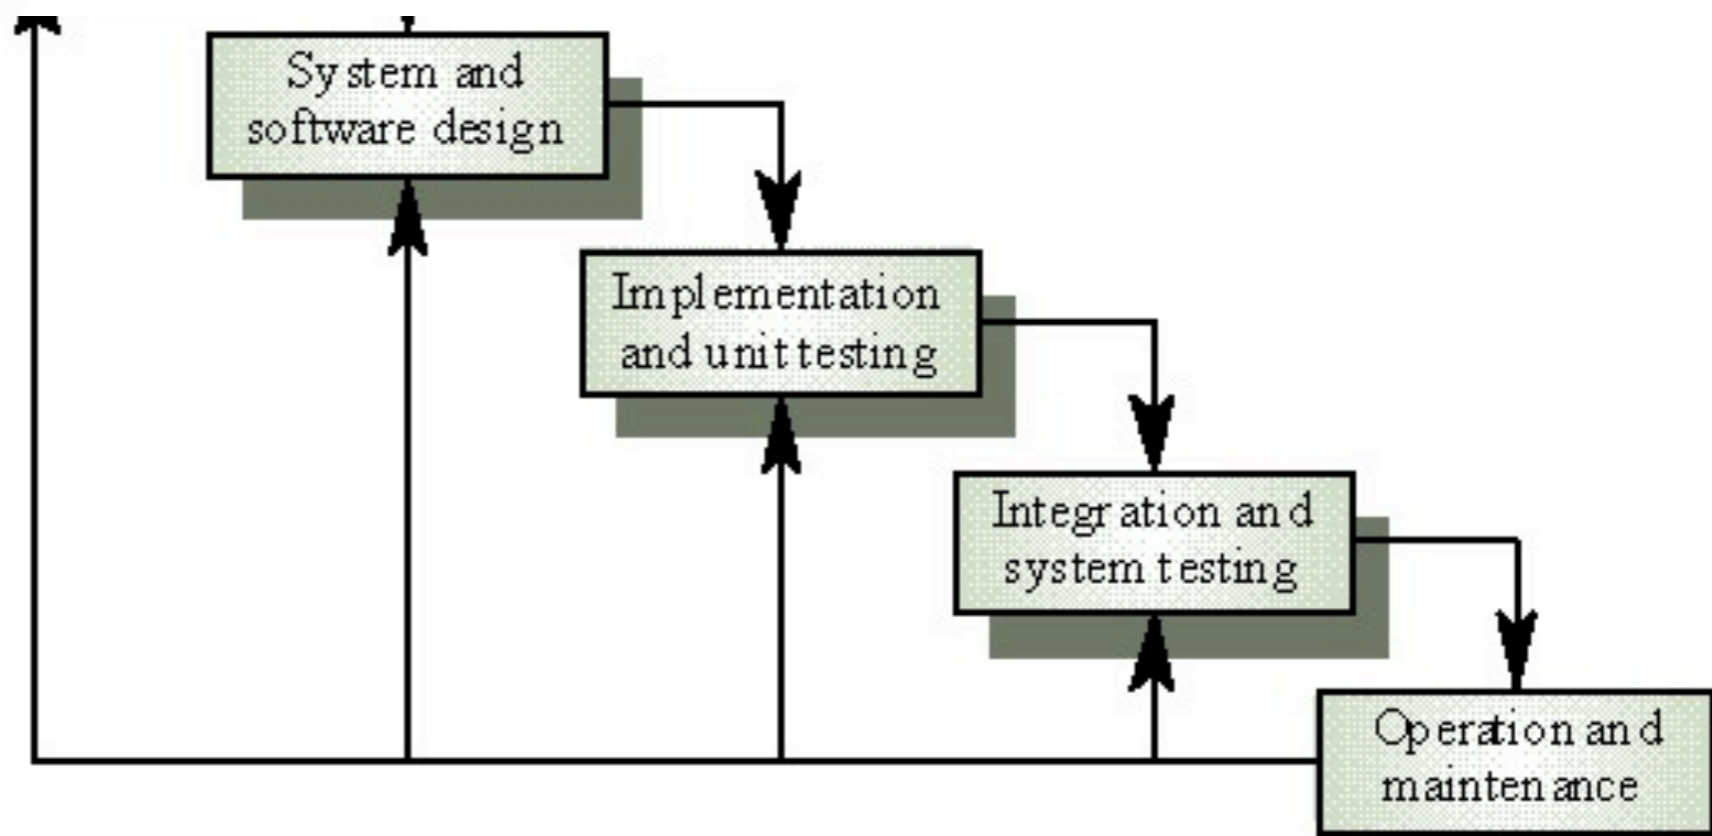 System and
software design
Implementation
and unit testing
Integration and
system testing
Operation and
maintenance